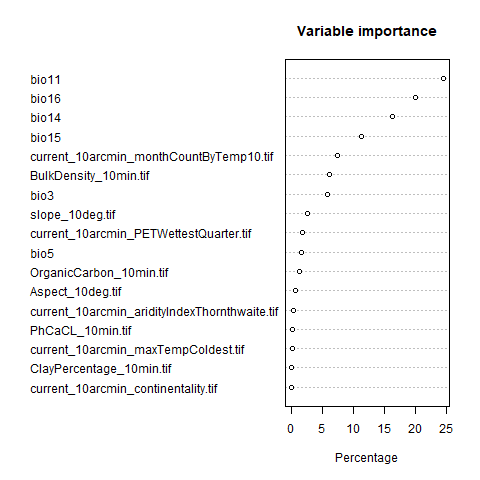 Variable importance
bio11
bio16
bio14
bio15
current_10arcmin_monthCountByTemp10.tif
BulkDensity_10min.tif
bio3
slope_10deg.tif
current_10arcmin_PETWettestQuarter.tif
bio5
OrganicCarbon_10min.tif
Aspect_10deg.tif
current_10arcmin_aridityIndexThornthwaite.tif
PhCaCL_10min.tif
current_10arcmin_maxTempColdest.tif
ClayPercentage_10min.tif
current_10arcmin_continentality.tif
0 5 10 15 20 25
Percentage